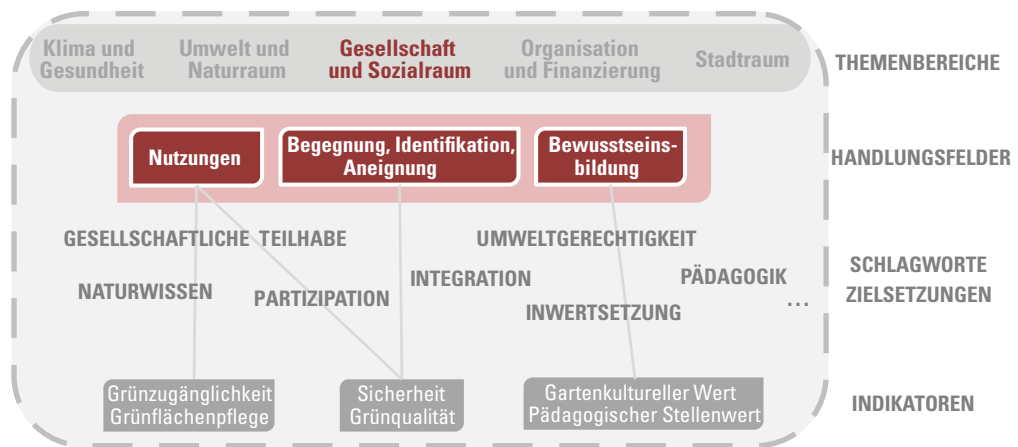 Klima und
Gesundheit
Umwelt und
Naturraum
Gesellschaft
und Sozialraum
Organisation
und Finanzierung
Stadtraum
THEMENBEREICHE
Nutzungen
Begegnung, Identifikation,
Aneignung
Bewusstseins-
bildung
HANDLUNGSFELDER
GESELLSCHAFTLICHE TEILHABE
UMWELTGERECHTIGKEIT
NATURWISSEN
PARTIZIPATION
INTEGRATION
INWERTSETZUNG
PÄDAGOGIK
...
SCHLAGWORTE
ZIELSETZUNGEN
Grünzugänglichkeit
Grünflächenpflege
Sicherheit
Grünqualität
Gartenkultureller Wert
Pädagogischer Stellenwert
INDIKATOREN